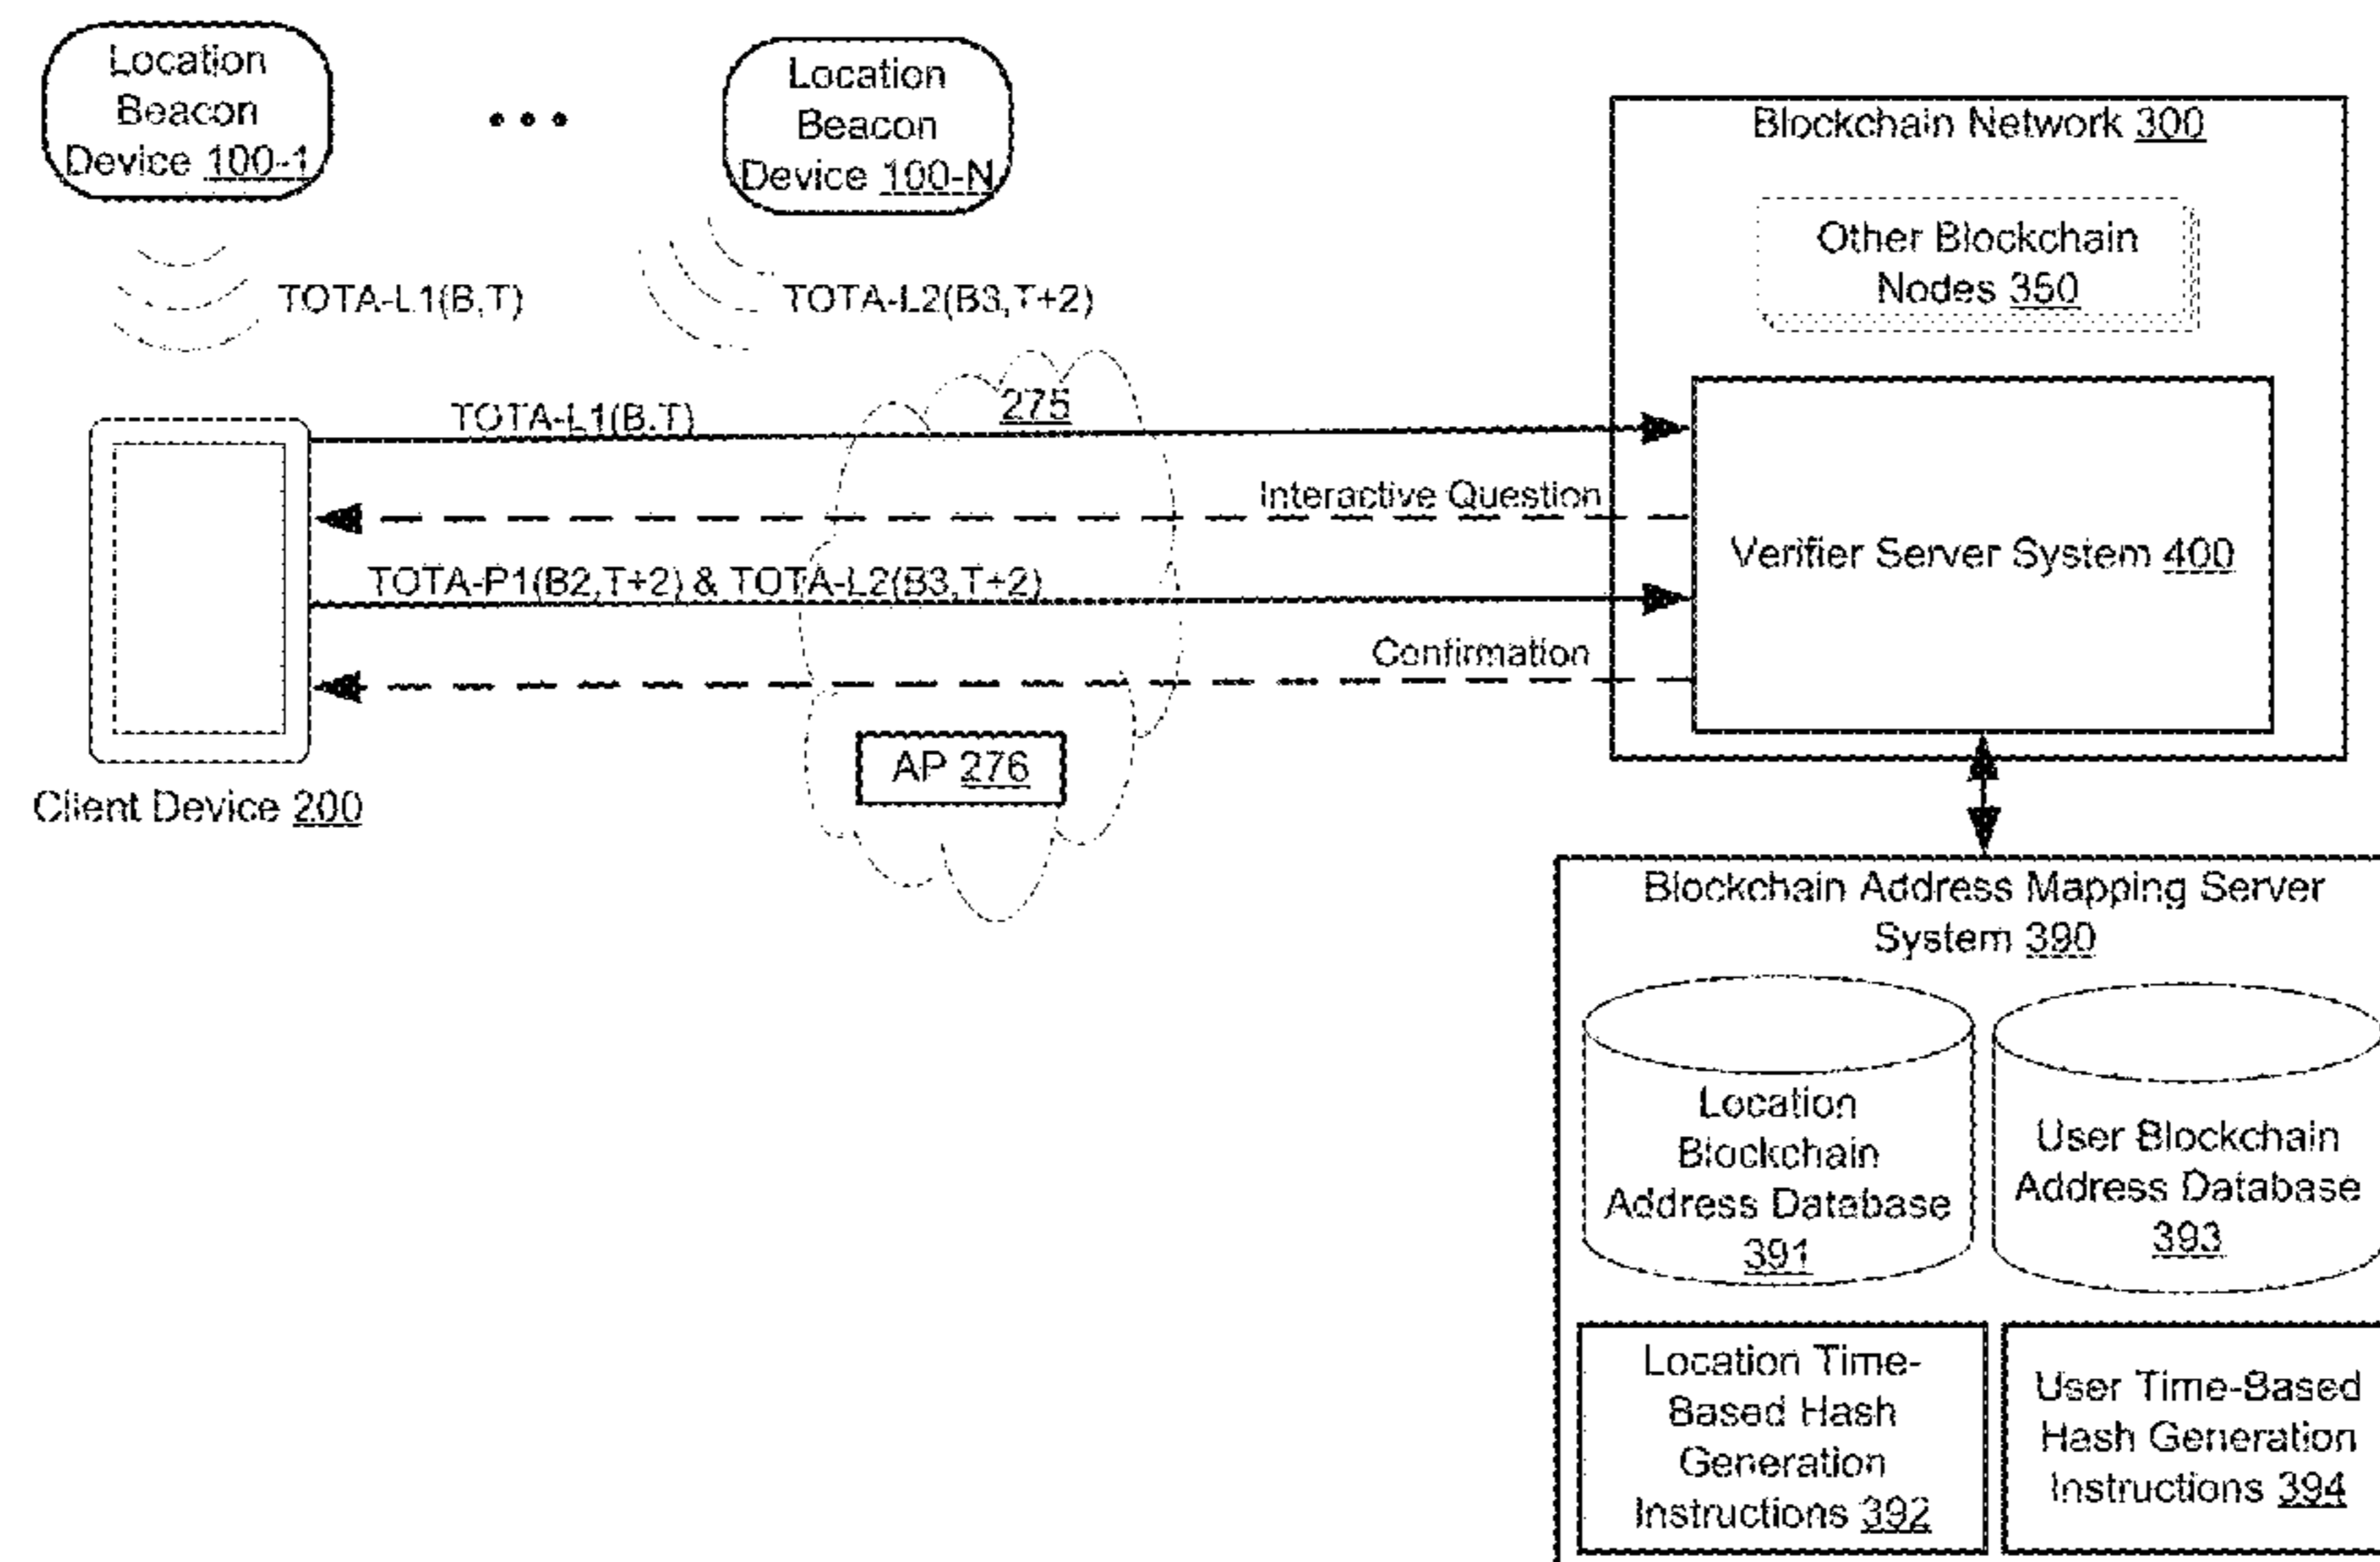 Location
Beacon
Device 100-1
Location
Beacon
Device 100-N
Blockchain Network 300
Other Blockchain
Nodes 350
TOTA-L1(B,T)
TOTA-L2(B3,T+2)
275
TOTA-L1(B,T)
Interactive Question
Verifier Server System 400
TOTA-P1(B2,T+2) & TOTA-L2(B3,T+2)
Confirmation
AP 276
Client Device 200
Blockchain Address Mapping Server
System 390
Location
Blockchain
Address Database
391
User Blockchain
Address Database
393
Location Time-
Based Hash
Generation
Instructions 392
User Time-Based
Hash Generation
Instructions 394